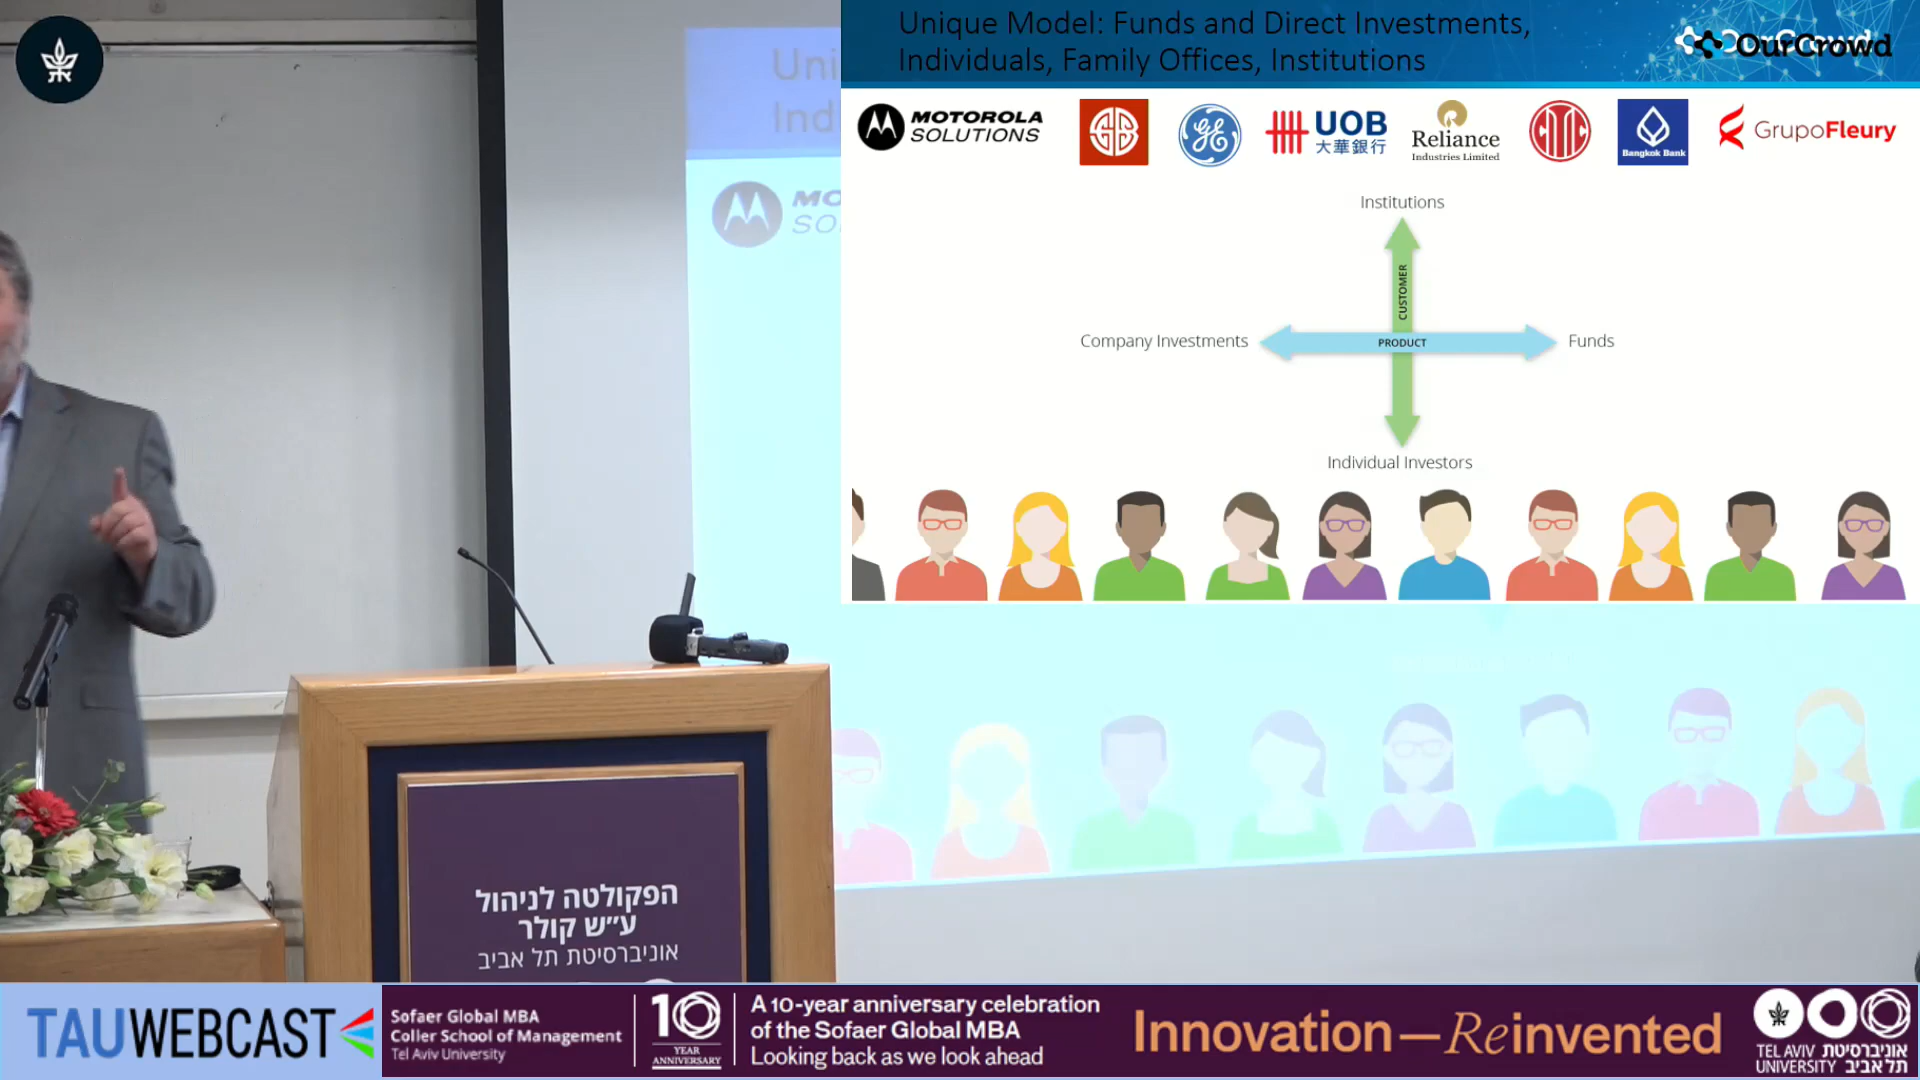 Unique Model: Funds and Direct Investments,
Individuals, Family Offices, Institutions
OurCrowd
Uni
Ind
MOTOROLA
SOLUTIONS
GE
UOB
大華銀行
Reliance
Industries Limited
CITIC
Bangkok Bank
GrupoFleury
MO
SO
Institutions
CUSTOMER
Company Investments
PRODUCT
Funds
Individual Investors
הפקולטה לניהול
ע״ש קולר
אוניברסיטת תל אביב
TAUWEBCAST
Sofaer Global MBA
Coller School of Management
Tel Aviv University
10
YEAR
ANNIVERSARY
A 10-year anniversary celebration
of the Sofaer Global MBA
Looking back as we look ahead
Innovation—Reinvented
TEL AVIV אוניברסיטת
UNIVERSITY תל אביב